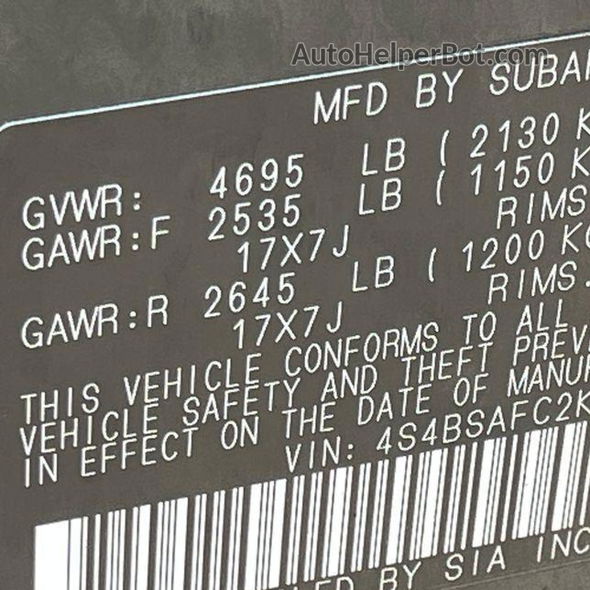 AutoHelperBot.com
MFD BY SUBA
GVWR: 4695 LB ( 2130 K
GAWR:F 2535 LB ( 1150 K
17X7J RIMS
GAWR:R 2645 LB ( 1200 KG
17X7J RIMS.
THIS VEHICLE CONFORMS TO ALL
VEHICLE SAFETY AND THEFT PREV
IN EFFECT ON THE DATE OF MANU
VIN: 4S4BSAFC2K
LED BY SIA INC